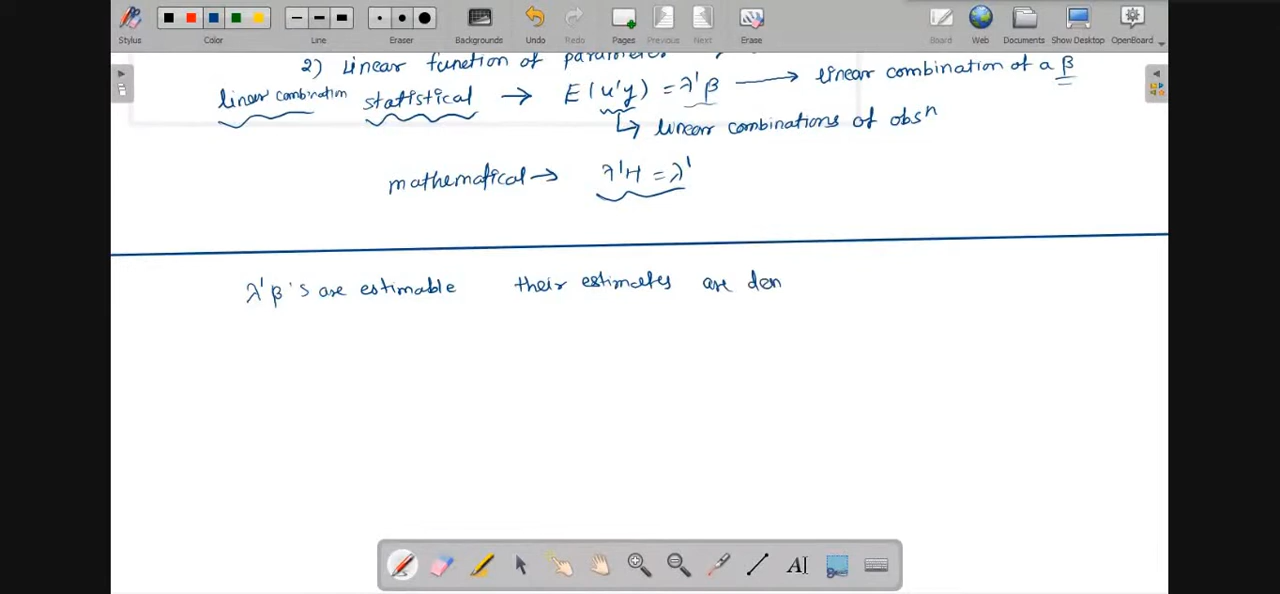 Stylus Color Line Eraser Backgrounds Undo Redo Pages Previous Next Erase Board Web Documents Show Desktop OpenBoard
2) Linear function of parameter
linear combination statistical → E(u'y) = λ'β → linear combination of a β
↳ linear combinations of obsⁿ
mathematical → λ'H = λ'
λ'β's are estimable their estimates are den